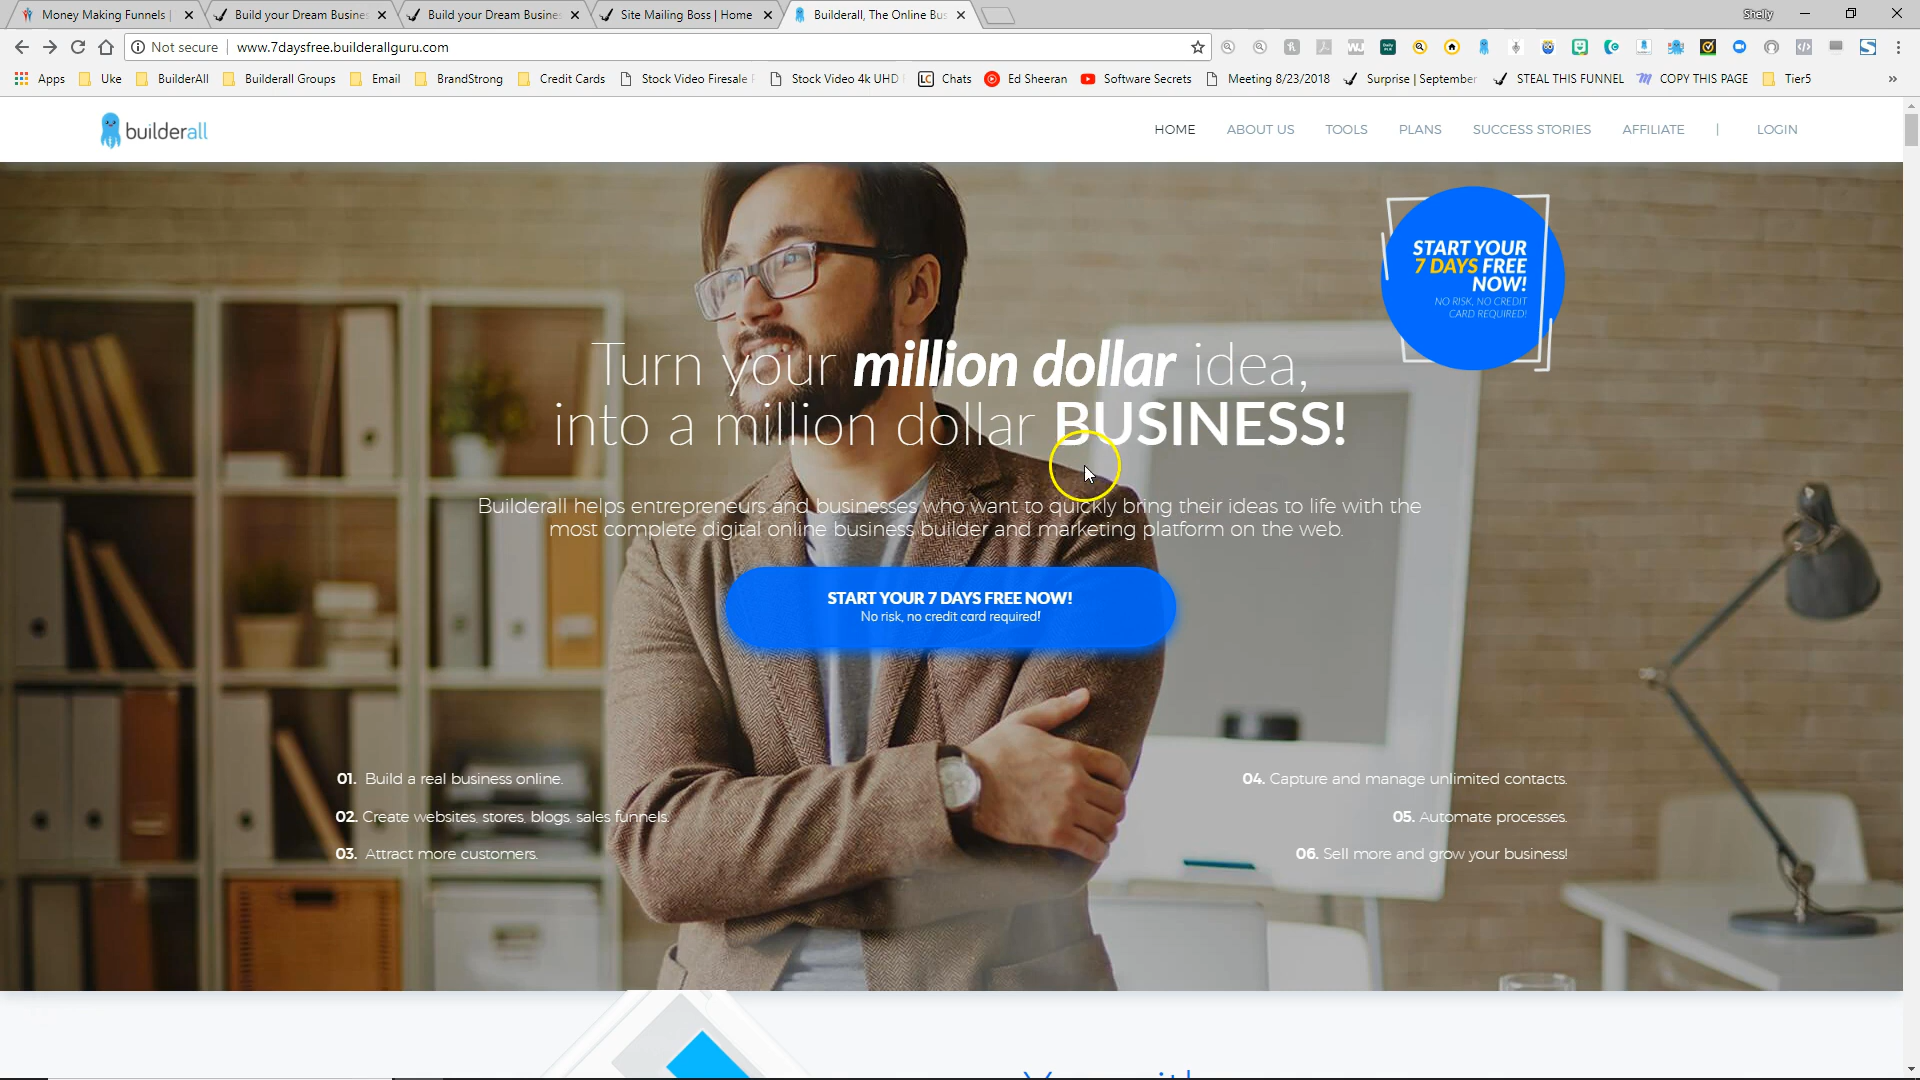 Money Making Funnels |
Build your Dream Busines
Build your Dream Busine
Site Mailing Boss | Home
Builderall, The Online Bus
Shelly
Not secure
www.7daysfree.builderallguru.com
Apps
Uke
BuilderAll
Builderall Groups
Email
BrandStrong
Credit Cards
Stock Video Firesale
Stock Video 4k UHD
LC
Chats
Ed Sheeran
Software Secrets
Meeting 8/23/2018
Surprise | September
STEAL THIS FUNNEL
COPY THIS PAGE
Tier5
builderall
HOME
ABOUT US
TOOLS
PLANS
SUCCESS STORIES
AFFILIATE
|
LOGIN
START YOUR
7 DAYS FREE
NOW!
NO RISK, NO CREDIT
CARD REQUIRED!
Turn your million dollar idea,
into a million dollar BUSINESS!
Builderall helps entrepreneurs and businesses who want to quickly bring their ideas to life with the
most complete digital online business builder and marketing platform on the web.
START YOUR 7 DAYS FREE NOW!
No risk, no credit card required!
01. Build a real business online.
02. Create websites, stores, blogs, sales funnels.
03. Attract more customers.
04. Capture and manage unlimited contacts.
05. Automate processes.
06. Sell more and grow your business!